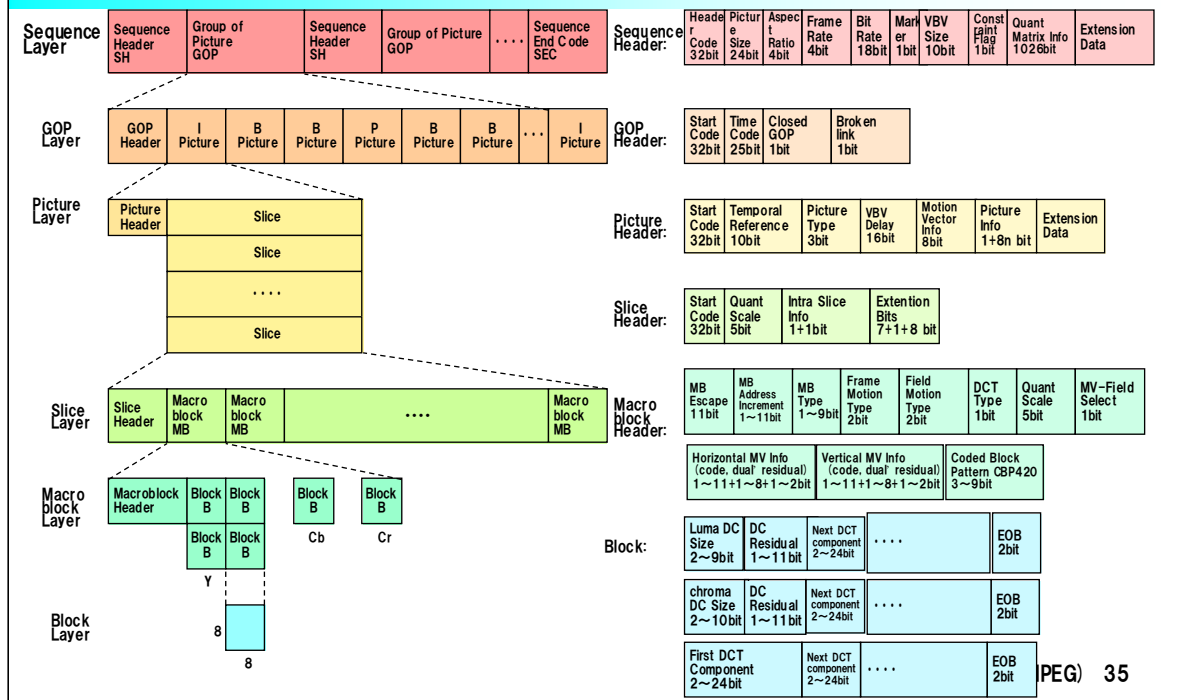 Sequence
Layer
Sequence
Header
SH
Group of
Picture
GOP
Sequence
Header
SH
Group of Picture
GOP
....
Sequence
End Code
SEC
Sequence
Header:
Heade
r
Code
32bit
Pictur
e
Size
24bit
Aspec
t
Ratio
4bit
Frame
Rate
4bit
Bit
Rate
18bit
Mark
er
1bit
VBV
Size
10bit
Const
raint
Flag
1bit
Quant
Matrix Info
1026bit
Extension
Data
GOP
Layer
GOP
Header
I
Picture
B
Picture
B
Picture
P
Picture
B
Picture
B
Picture
...
I
Picture
GOP
Header:
Start
Code
32bit
Time
Code
25bit
Closed
GOP
1bit
Broken
link
1bit
Picture
Layer
Picture
Header
Slice
Slice
....
Slice
Picture
Header:
Start
Code
32bit
Temporal
Reference
10bit
Picture
Type
3bit
VBV
Delay
16bit
Motion
Vector
Info
8bit
Picture
Info
1+8n bit
Extension
Data
Slice
Header:
Start
Code
32bit
Quant
Scale
5bit
Intra Slice
Info
1+1bit
Extention
Bits
7+1+8 bit
Slice
Layer
Slice
Header
Macro
block
MB
Macro
block
MB
....
Macro
block
MB
Macro
block
Header:
MB
Escape
11bit
MB
Address
Increment
1~11bit
MB
Type
1~9bit
Frame
Motion
Type
2bit
Field
Motion
Type
2bit
DCT
Type
1bit
Quant
Scale
5bit
MV-Field
Select
1bit
Horizontal MV Info
(code, dual' residual)
1~11+1~8+1~2bit
Vertical MV Info
(code, dual' residual)
1~11+1~8+1~2bit
Coded Block
Pattern CBP420
3~9bit
Macro
block
Layer
Macroblock
Header
Block
B
Block
B
Block
B
Block
B
Y
Block
B
Cb
Block
B
Cr
Block
Layer
8
8
Block:
Luma DC
Size
2~9bit
DC
Residual
1~11bit
Next DCT
component
2~24bit
....
EOB
2bit
chroma
DC Size
2~10bit
DC
Residual
1~11bit
Next DCT
component
2~24bit
....
EOB
2bit
First DCT
Component
2~24bit
Next DCT
component
2~24bit
....
EOB
2bit
PEG) 35